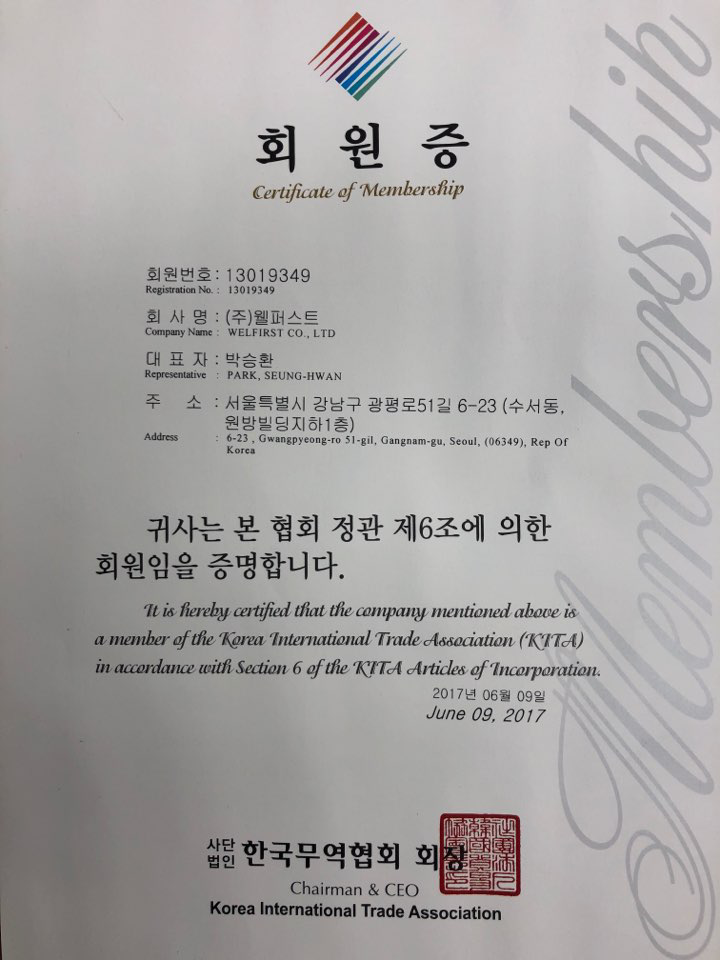 회 원 증
Certificate of Membership
회원번호 : 13019349
Registration No. : 13019349
회 사 명 : (주)웰퍼스트
Company Name : WELFIRST CO., LTD
대 표 자 : 박승환
Representative : PARK, SEUNG-HWAN
주 소 : 서울특별시 강남구 광평로51길 6-23 (수서동,
원방빌딩지하1층)
Address : 6-23 , Gwangpyeong-ro 51-gil, Gangnam-gu, Seoul, (06349), Rep Of
Korea
귀사는 본 협회 정관 제6조에 의한
회원임을 증명합니다.
It is hereby certified that the company mentioned above is
a member of the Korea International Trade Association (KITA)
in accordance with Section 6 of the KITA Articles of Incorporation.
2017년 06월 09일
June 09, 2017
사단
법인 한국무역협회 회장
Chairman & CEO
Korea International Trade Association
Membership